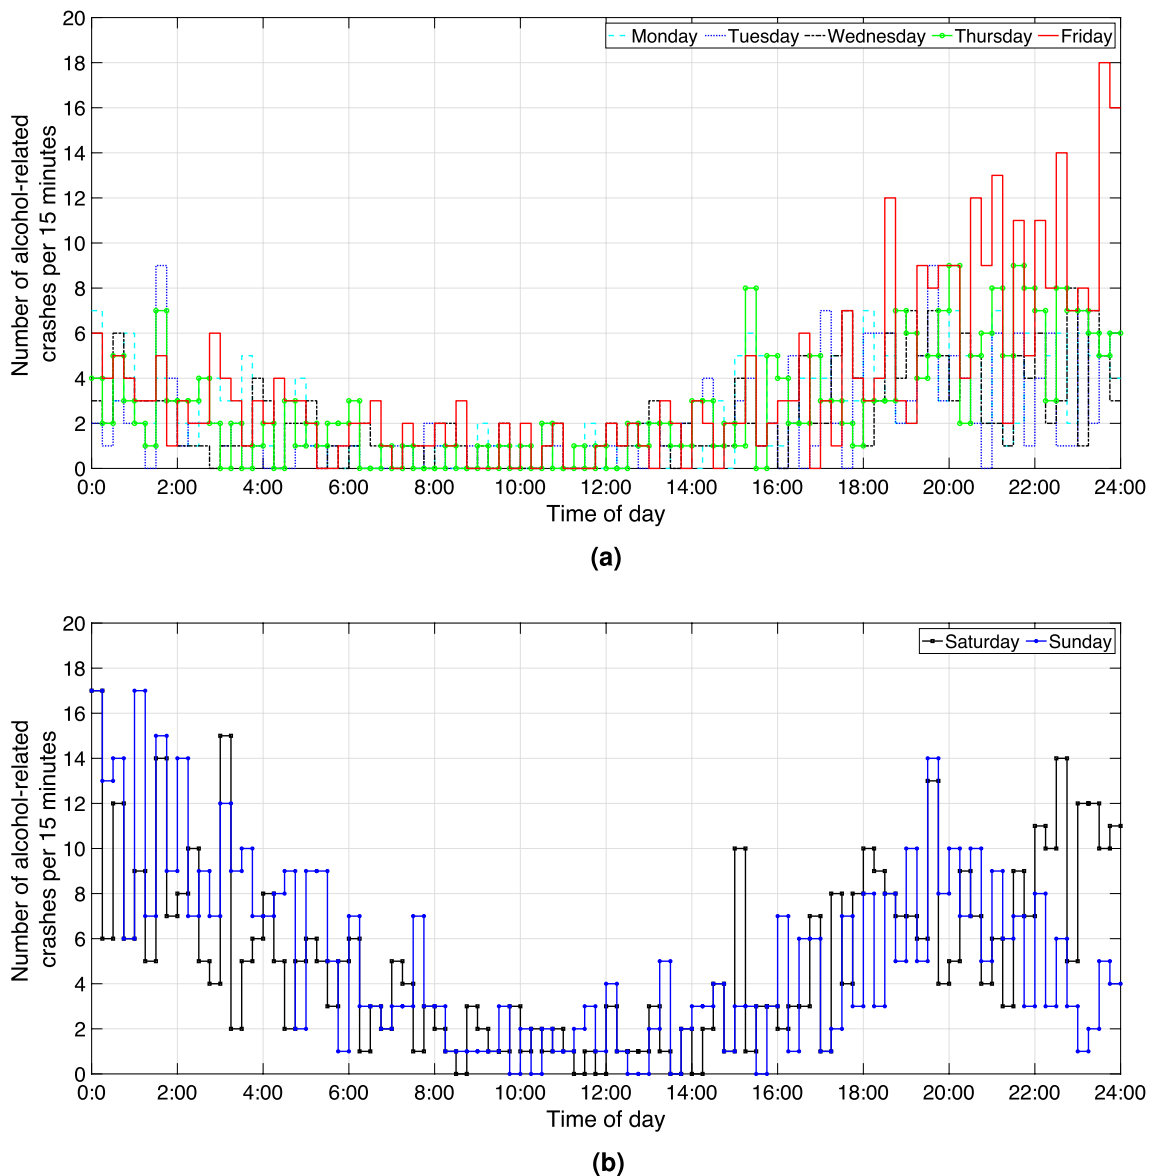 20
18
16
14
12
10
8
6
4
2
0
Number of alcohol-related
crashes per 15 minutes
Monday Tuesday Wednesday Thursday Friday
0:0 2:00 4:00 6:00 8:00 10:00 12:00 14:00 16:00 18:00 20:00 22:00 24:00
Time of day
(a)
20
18
16
14
12
10
8
6
4
2
0
Number of alcohol-related
crashes per 15 minutes
Saturday Sunday
0:0 2:00 4:00 6:00 8:00 10:00 12:00 14:00 16:00 18:00 20:00 22:00 24:00
Time of day
(b)